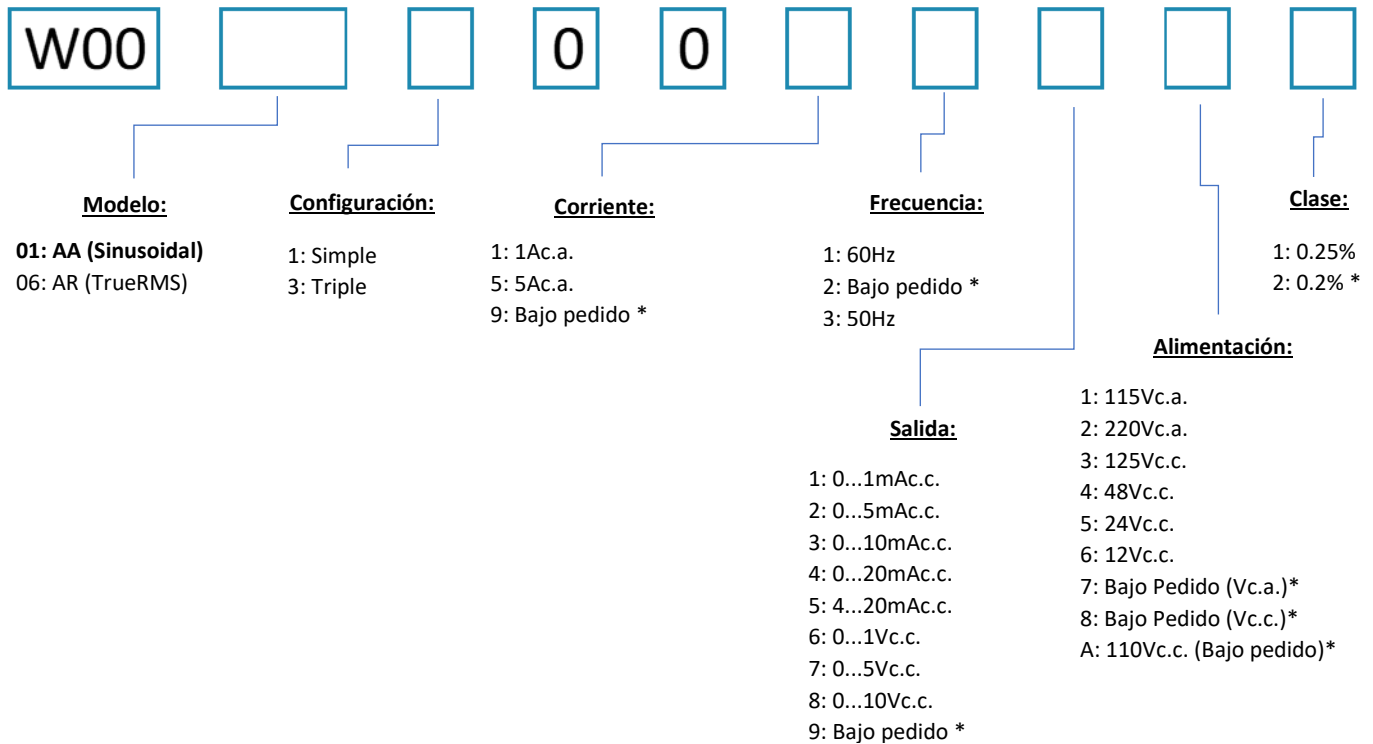 W00 0 0
Modelo:
01: AA (Sinusoidal)
06: AR (TrueRMS)
Configuración:
1: Simple
3: Triple
Corriente:
1: 1Ac.a.
5: 5Ac.a.
9: Bajo pedido *
Frecuencia:
1: 60Hz
2: Bajo pedido *
3: 50Hz
Clase:
1: 0.25%
2: 0.2% *
Salida:
1: 0...1mAc.c.
2: 0...5mAc.c.
3: 0...10mAc.c.
4: 0...20mAc.c.
5: 4...20mAc.c.
6: 0...1Vc.c.
7: 0...5Vc.c.
8: 0...10Vc.c.
9: Bajo pedido *
Alimentación:
1: 115Vc.a.
2: 220Vc.a.
3: 125Vc.c.
4: 48Vc.c.
5: 24Vc.c.
6: 12Vc.c.
7: Bajo Pedido (Vc.a.)*
8: Bajo Pedido (Vc.c.)*
A: 110Vc.c. (Bajo pedido)*